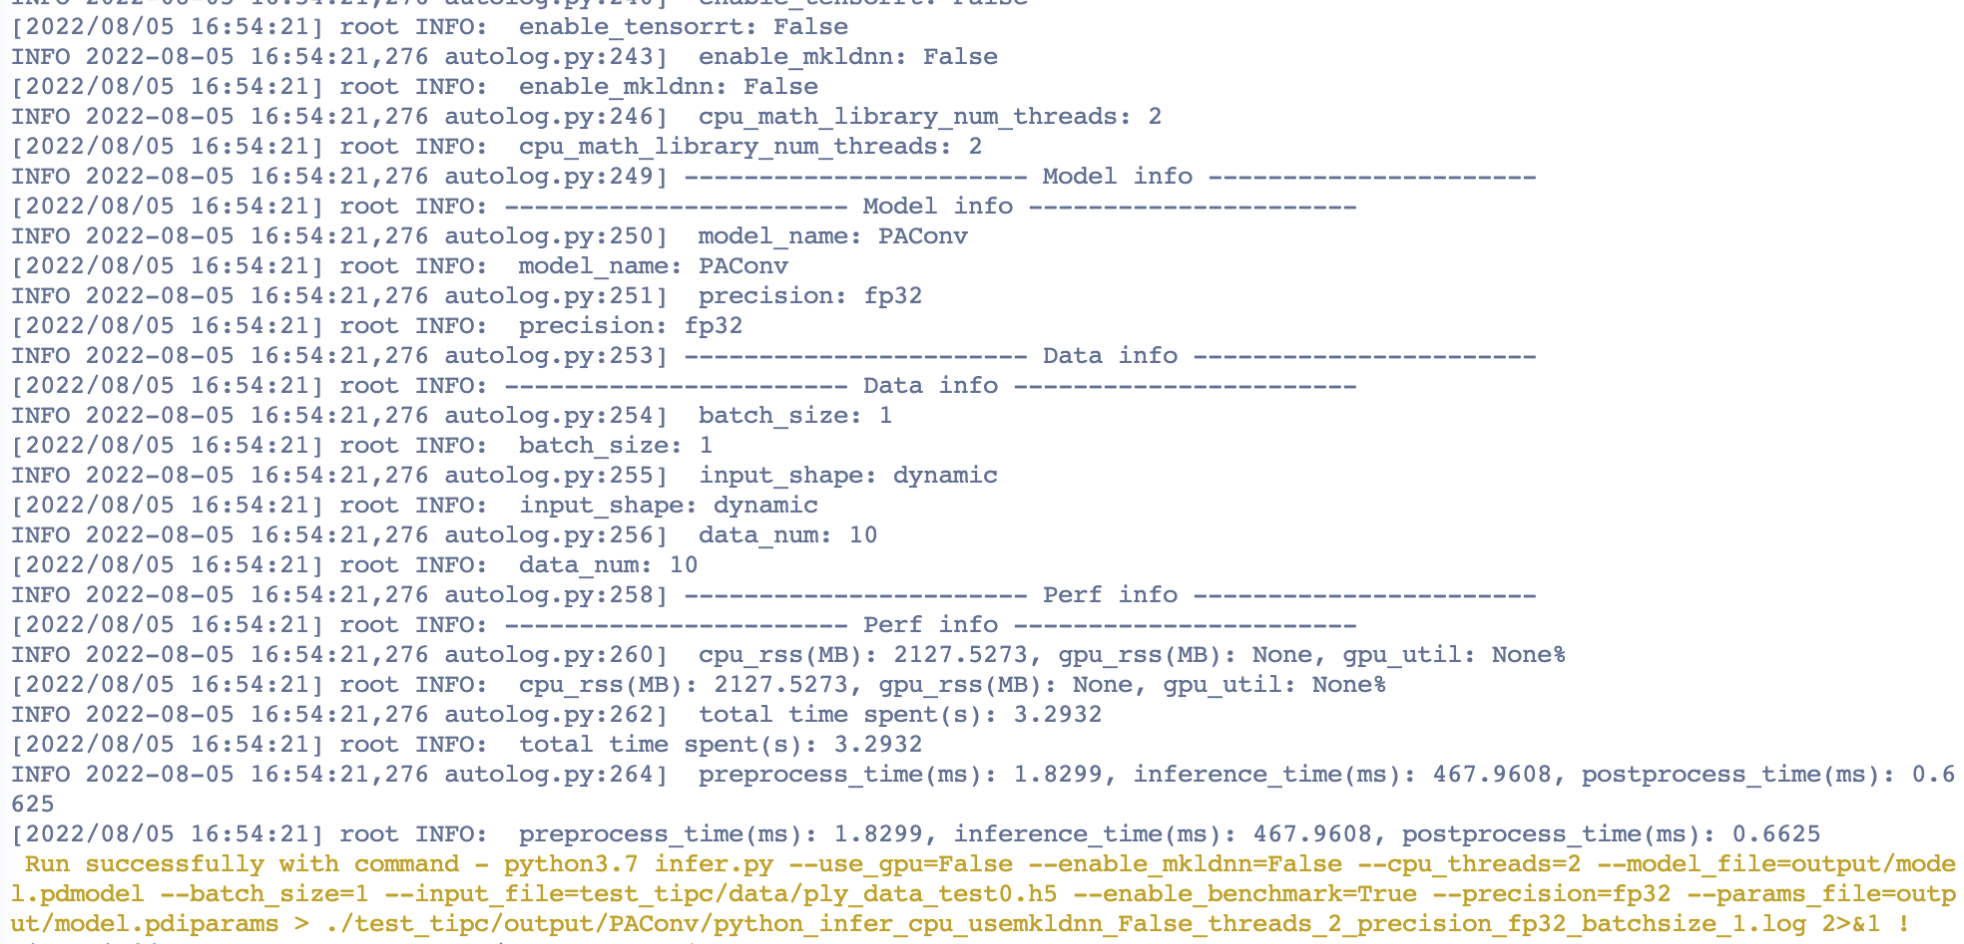 [2022/08/05 16:54:21] root INFO:  enable_tensorrt: False
INFO 2022-08-05 16:54:21,276 autolog.py:243]  enable_mkldnn: False
[2022/08/05 16:54:21] root INFO:  enable_mkldnn: False
INFO 2022-08-05 16:54:21,276 autolog.py:246]  cpu_math_library_num_threads: 2
[2022/08/05 16:54:21] root INFO:  cpu_math_library_num_threads: 2
INFO 2022-08-05 16:54:21,276 autolog.py:249] ----------------------- Model info ----------------------
[2022/08/05 16:54:21] root INFO: ----------------------- Model info ----------------------
INFO 2022-08-05 16:54:21,276 autolog.py:250]  model_name: PAConv
[2022/08/05 16:54:21] root INFO:  model_name: PAConv
INFO 2022-08-05 16:54:21,276 autolog.py:251]  precision: fp32
[2022/08/05 16:54:21] root INFO:  precision: fp32
INFO 2022-08-05 16:54:21,276 autolog.py:253] ----------------------- Data info -----------------------
[2022/08/05 16:54:21] root INFO: ----------------------- Data info -----------------------
INFO 2022-08-05 16:54:21,276 autolog.py:254]  batch_size: 1
[2022/08/05 16:54:21] root INFO:  batch_size: 1
INFO 2022-08-05 16:54:21,276 autolog.py:255]  input_shape: dynamic
[2022/08/05 16:54:21] root INFO:  input_shape: dynamic
INFO 2022-08-05 16:54:21,276 autolog.py:256]  data_num: 10
[2022/08/05 16:54:21] root INFO:  data_num: 10
INFO 2022-08-05 16:54:21,276 autolog.py:258] ----------------------- Perf info -----------------------
[2022/08/05 16:54:21] root INFO: ----------------------- Perf info -----------------------
INFO 2022-08-05 16:54:21,276 autolog.py:260]  cpu_rss(MB): 2127.5273, gpu_rss(MB): None, gpu_util: None%
[2022/08/05 16:54:21] root INFO:  cpu_rss(MB): 2127.5273, gpu_rss(MB): None, gpu_util: None%
INFO 2022-08-05 16:54:21,276 autolog.py:262]  total time spent(s): 3.2932
[2022/08/05 16:54:21] root INFO:  total time spent(s): 3.2932
INFO 2022-08-05 16:54:21,276 autolog.py:264]  preprocess_time(ms): 1.8299, inference_time(ms): 467.9608, postprocess_time(ms): 0.6
625
[2022/08/05 16:54:21] root INFO:  preprocess_time(ms): 1.8299, inference_time(ms): 467.9608, postprocess_time(ms): 0.6625
 Run successfully with command - python3.7 infer.py --use_gpu=False --enable_mkldnn=False --cpu_threads=2 --model_file=output/mode
l.pdmodel --batch_size=1 --input_file=test_tipc/data/ply_data_test0.h5 --enable_benchmark=True --precision=fp32 --params_file=outp
ut/model.pdiparams > ./test_tipc/output/PAConv/python_infer_cpu_usemkldnn_False_threads_2_precision_fp32_batchsize_1.log 2>&1 !